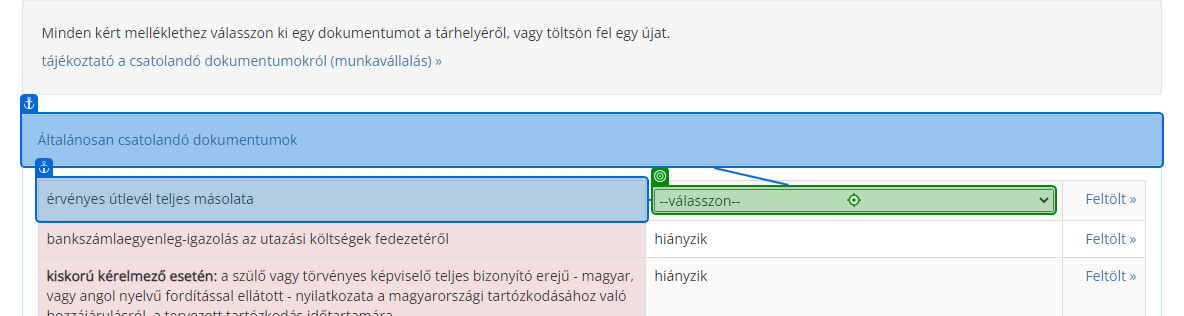 Minden kért melléklethez válasszon ki egy dokumentumot a tárhelyéről, vagy töltsön fel egy újat.
tájékoztató a csatolandó dokumentumokról (munkavállalás) »
Általánosan csatolandó dokumentumok
érvényes útlevél teljes másolata
--válasszon--
Feltölt »
bankszámlaegyenleg-igazolás az utazási költségek fedezetéről
hiányzik
Feltölt »
kiskorú kérelmező esetén: a szülő vagy törvényes képviselő teljes bizonyító erejű - magyar,
hiányzik
Feltölt »
vagy angol nyelvű fordítással ellátott - nyilatkozata a magyarországi tartózkodásához való
hozzájárulásról, a tervezett tartózkodás időtartamára